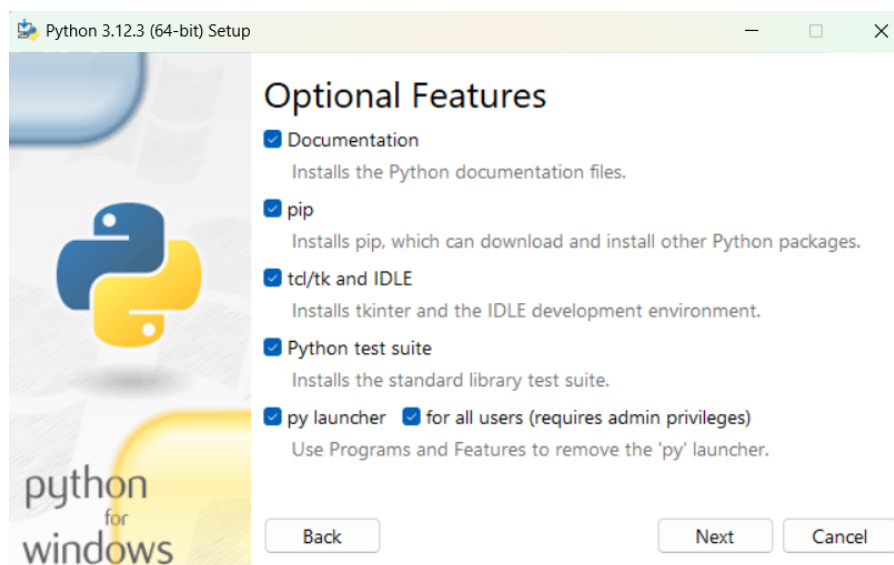 Python 3.12.3 (64-bit) Setup
Optional Features
Documentation
Installs the Python documentation files.
pip
Installs pip, which can download and install other Python packages.
tcl/tk and IDLE
Installs tkinter and the IDLE development environment.
Python test suite
Installs the standard library test suite.
py launcher for all users (requires admin privileges)
Use Programs and Features to remove the 'py' launcher.
python
for
windows
Back Next Cancel